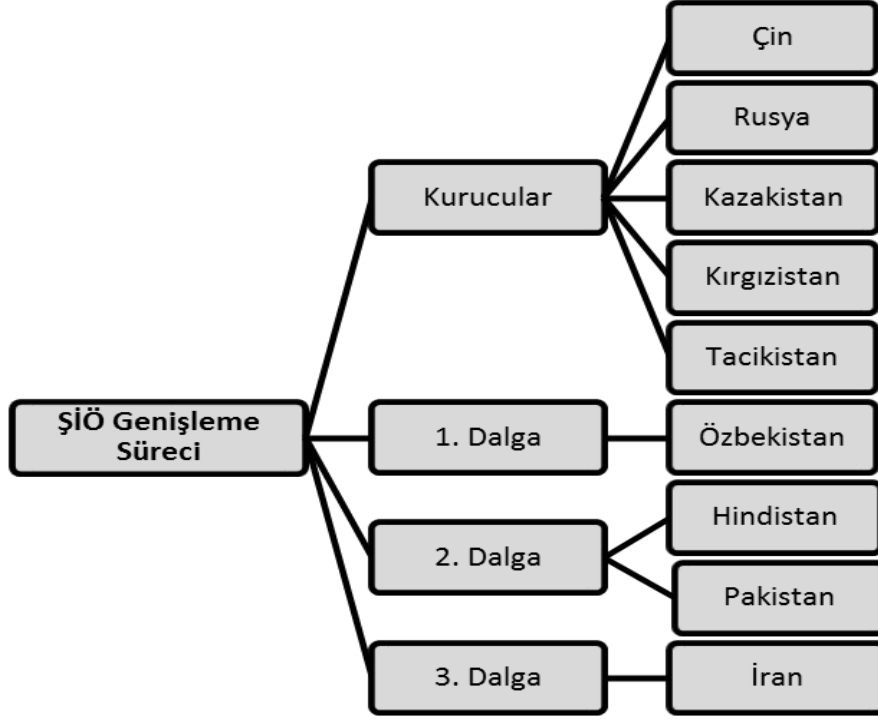 ŞİÖ Genişleme
Süreci
Kurucular
Çin
Rusya
Kazakistan
Kırgızistan
Tacikistan
1. Dalga
Özbekistan
2. Dalga
Hindistan
Pakistan
3. Dalga
İran